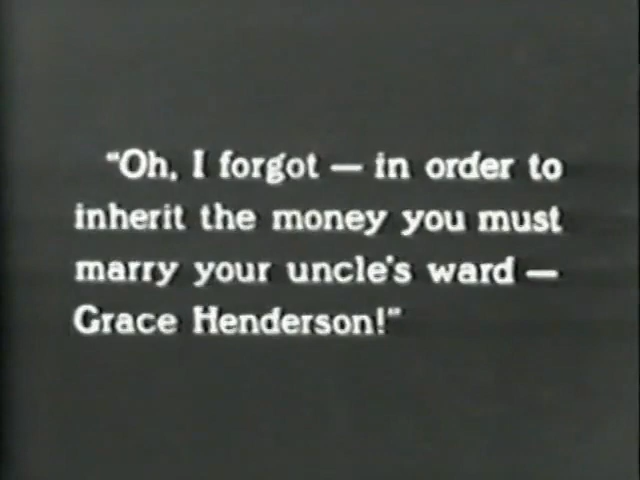 "Oh, I forgot — in order to
inherit the money you must
marry your uncle's ward —
Grace Henderson!"